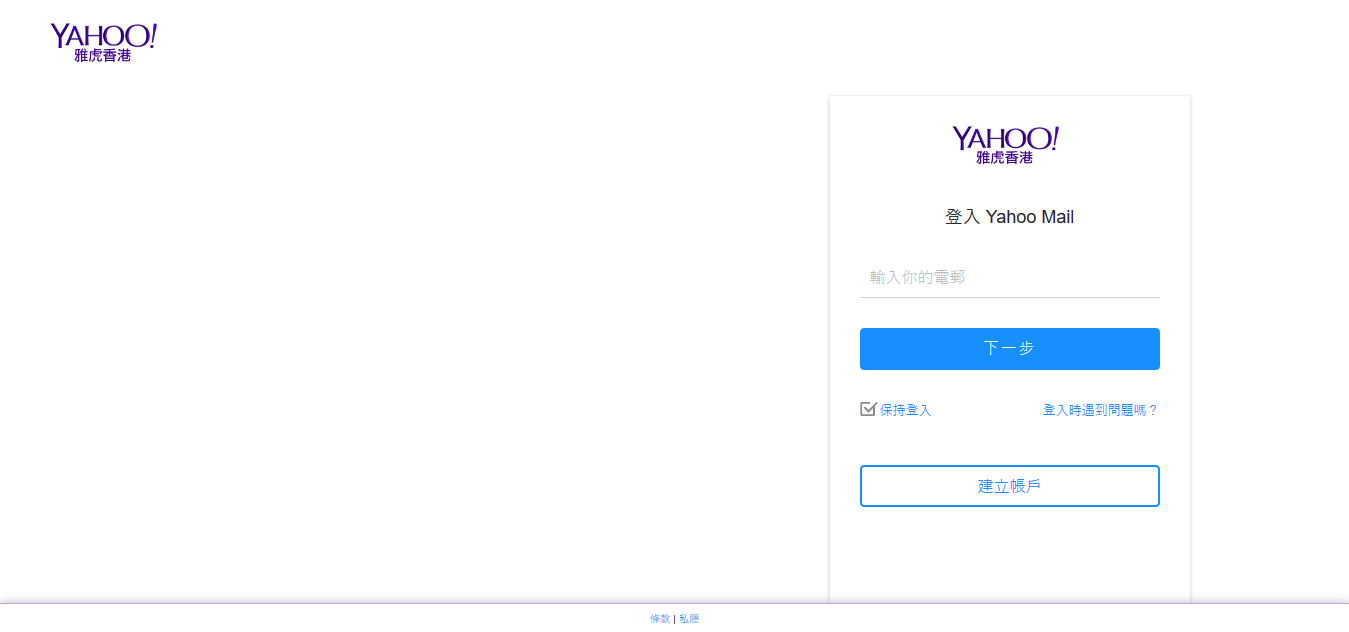 YAHOO!
雅虎香港
YAHOO!
雅虎香港
登入 Yahoo Mail
輸入你的電郵
下一步
保持登入
登入時遇到問題嗎？
建立帳戶
條款 | 私隱